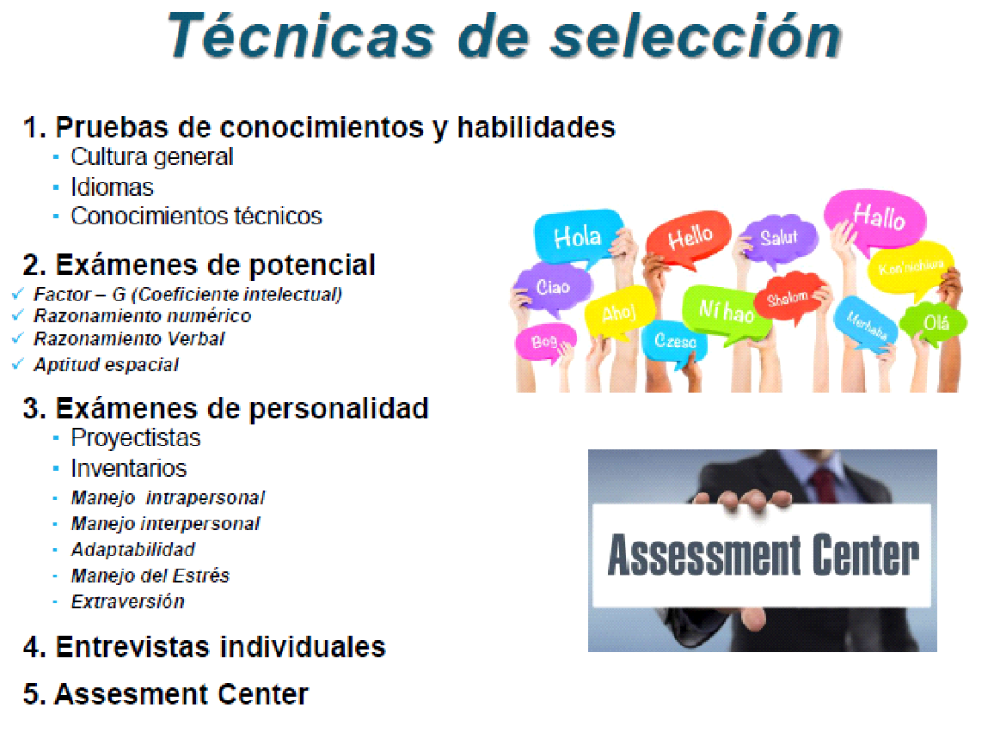 Técnicas de selección
1. Pruebas de conocimientos y habilidades
Cultura general
Idiomas
Conocimientos técnicos
2. Exámenes de potencial
Factor – G (Coeficiente intelectual)
Razonamiento numérico
Razonamiento Verbal
Aptitud espacial
3. Exámenes de personalidad
Proyectistas
Inventarios
Manejo intrapersonal
Manejo interpersonal
Adaptabilidad
Manejo del Estrés
Extraversión
4. Entrevistas individuales
5. Assesment Center
Hola
Hello
Salut
Hallo
Ciao
Ahoj
Ní hao
Shalom
Kon'nichiwa
Bog
Czesc
Merhaba
Olá
Assessment Center